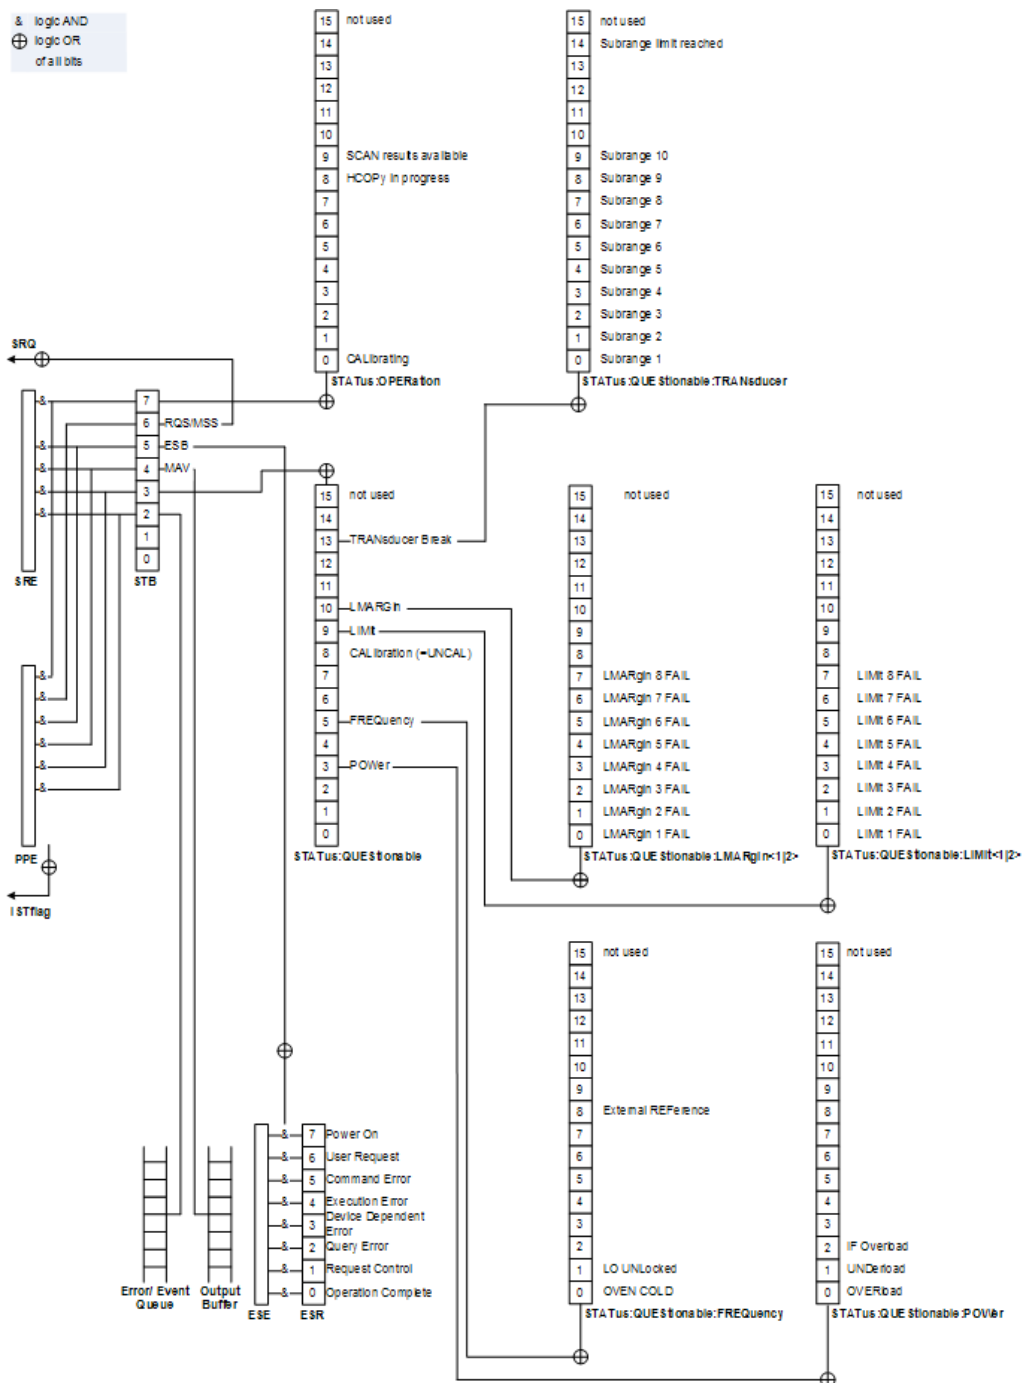 & logic AND
⊕ logic OR
of all bits
15 not used
14
13
12
11
10
9 SCAN results available
8 HCOPy in progress
7
6
5
4
3
2
1
0 CALibrating
STATus:OPERation
15 not used
14 Subrange limit reached
13
12
11
10
9 Subrange 10
8 Subrange 9
7 Subrange 8
6 Subrange 7
5 Subrange 6
4 Subrange 5
3 Subrange 4
2 Subrange 3
1 Subrange 2
0 Subrange 1
STATus:QUEStionable:TRANsducer
SRQ
&
&
&
&
&
SRE
7
6 RQS/MSS
5 ESB
4 MAV
3
2
1
0
STB
&
&
&
&
&
&
PPE
ISTflag
15 not used
14
13 TRANsducer Break
12
11
10 LMARGin
9 LIMit
8 CALibration (=UNCAL)
7
6
5 FREQuency
4
3 POWer
2
1
0
STATus:QUEStionable
15 not used
14
13
12
11
10
9
8
7 LMARgin 8 FAIL
6 LMARgin 7 FAIL
5 LMARgin 6 FAIL
4 LMARgin 5 FAIL
3 LMARgin 4 FAIL
2 LMARgin 3 FAIL
1 LMARgin 2 FAIL
0 LMARgin 1 FAIL
STATus:QUEStionable:LMARgin<1|2>
15 not used
14
13
12
11
10
9
8
7 LIMit 8 FAIL
6 LIMit 7 FAIL
5 LIMit 6 FAIL
4 LIMit 5 FAIL
3 LIMit 4 FAIL
2 LIMit 3 FAIL
1 LIMit 2 FAIL
0 LIMit 1 FAIL
STATus:QUEStionable:LIMit<1|2>
Error/ Event
Queue
Output
Buffer
& 7 Power On
& 6 User Request
& 5 Command Error
& 4 Execution Error
& 3 Device Dependent
Error
& 2 Query Error
& 1 Request Control
& 0 Operation Complete
ESE
ESR
15 not used
14
13
12
11
10
9
8 External REFerence
7
6
5
4
3
2
1 LO UNLocked
0 OVEN COLD
STATus:QUEStionable:FREQuency
15 not used
14
13
12
11
10
9
8
7
6
5
4
3
2 IF Overload
1 UNDerload
0 OVERload
STATus:QUEStionable:POWer